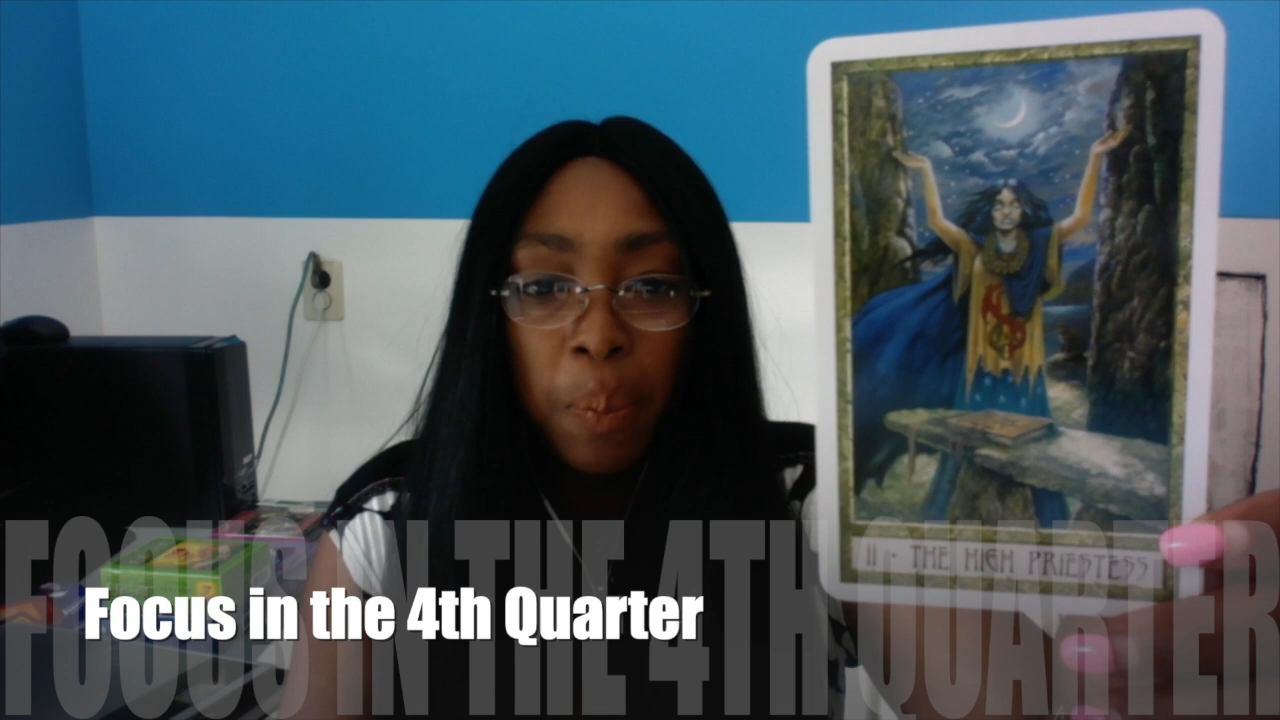 II · THE HIGH PRIESTESS
FOCUS IN THE 4TH QUARTER
Focus in the 4th Quarter